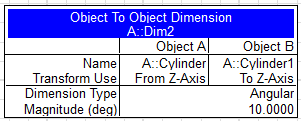 Object To Object Dimension
A::Dim2
Object A Object B
Name A::Cylinder A::Cylinder1
Transform Use From Z-Axis To Z-Axis
Dimension Type Angular
Magnitude (deg) 10.0000